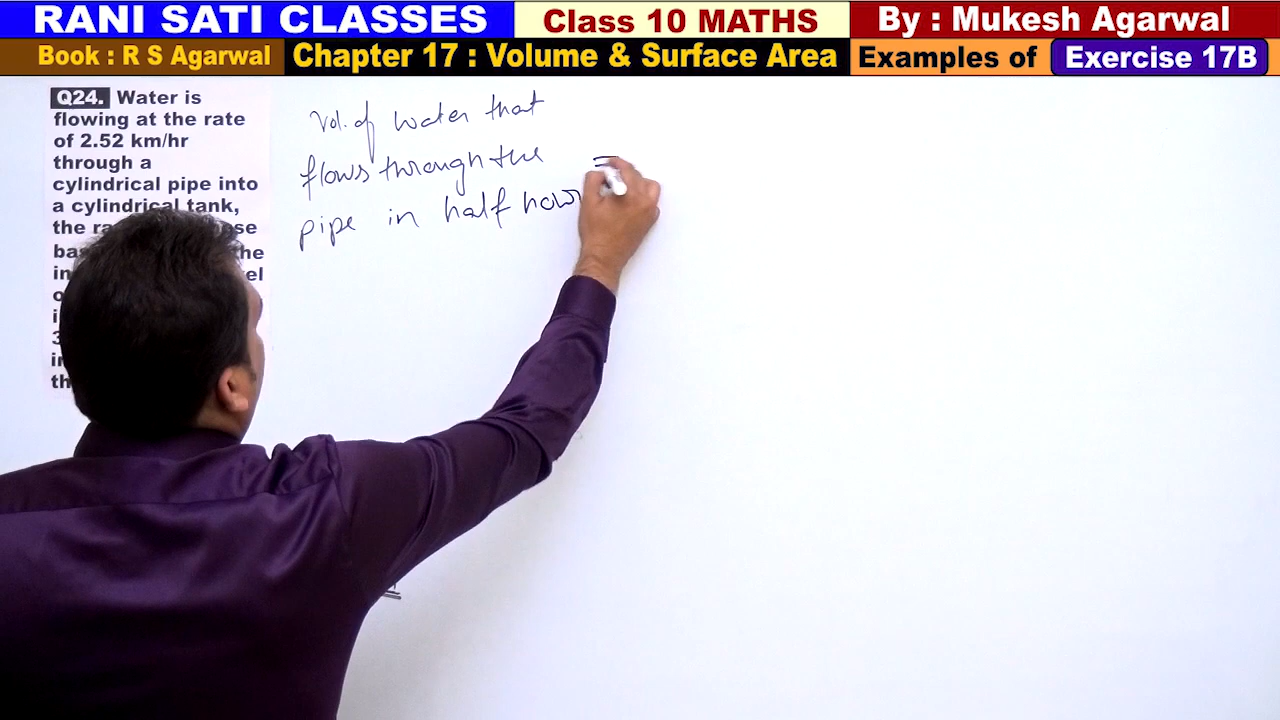 RANI SATI CLASSES
Class 10 MATHS
By : Mukesh Agarwal
Book : R S Agarwal
Chapter 17 : Volume & Surface Area
Examples of Exercise 17B
Q24. Water is
flowing at the rate
of 2.52 km/hr
through a
cylindrical pipe into
a cylindrical tank,
the
Vol. of water that
flows through the
pipe in half hour =